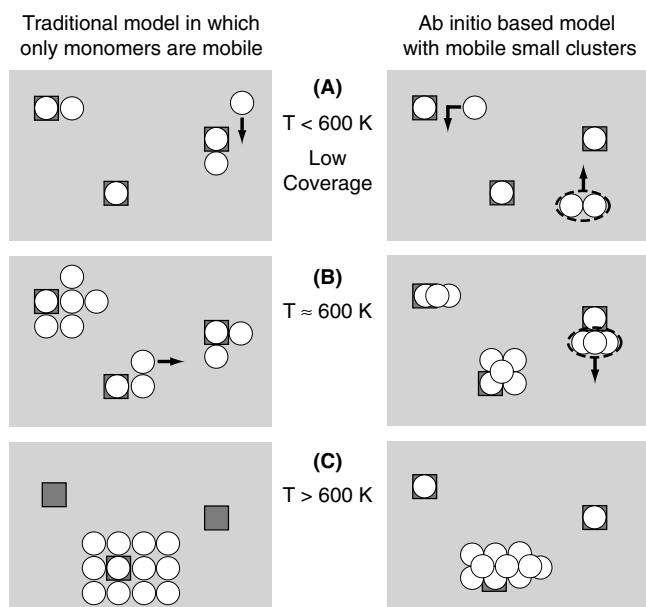 Traditional model in which
only monomers are mobile
Ab initio based model
with mobile small clusters
(A)
T < 600 K
Low
Coverage
(B)
T ≈ 600 K
(C)
T > 600 K